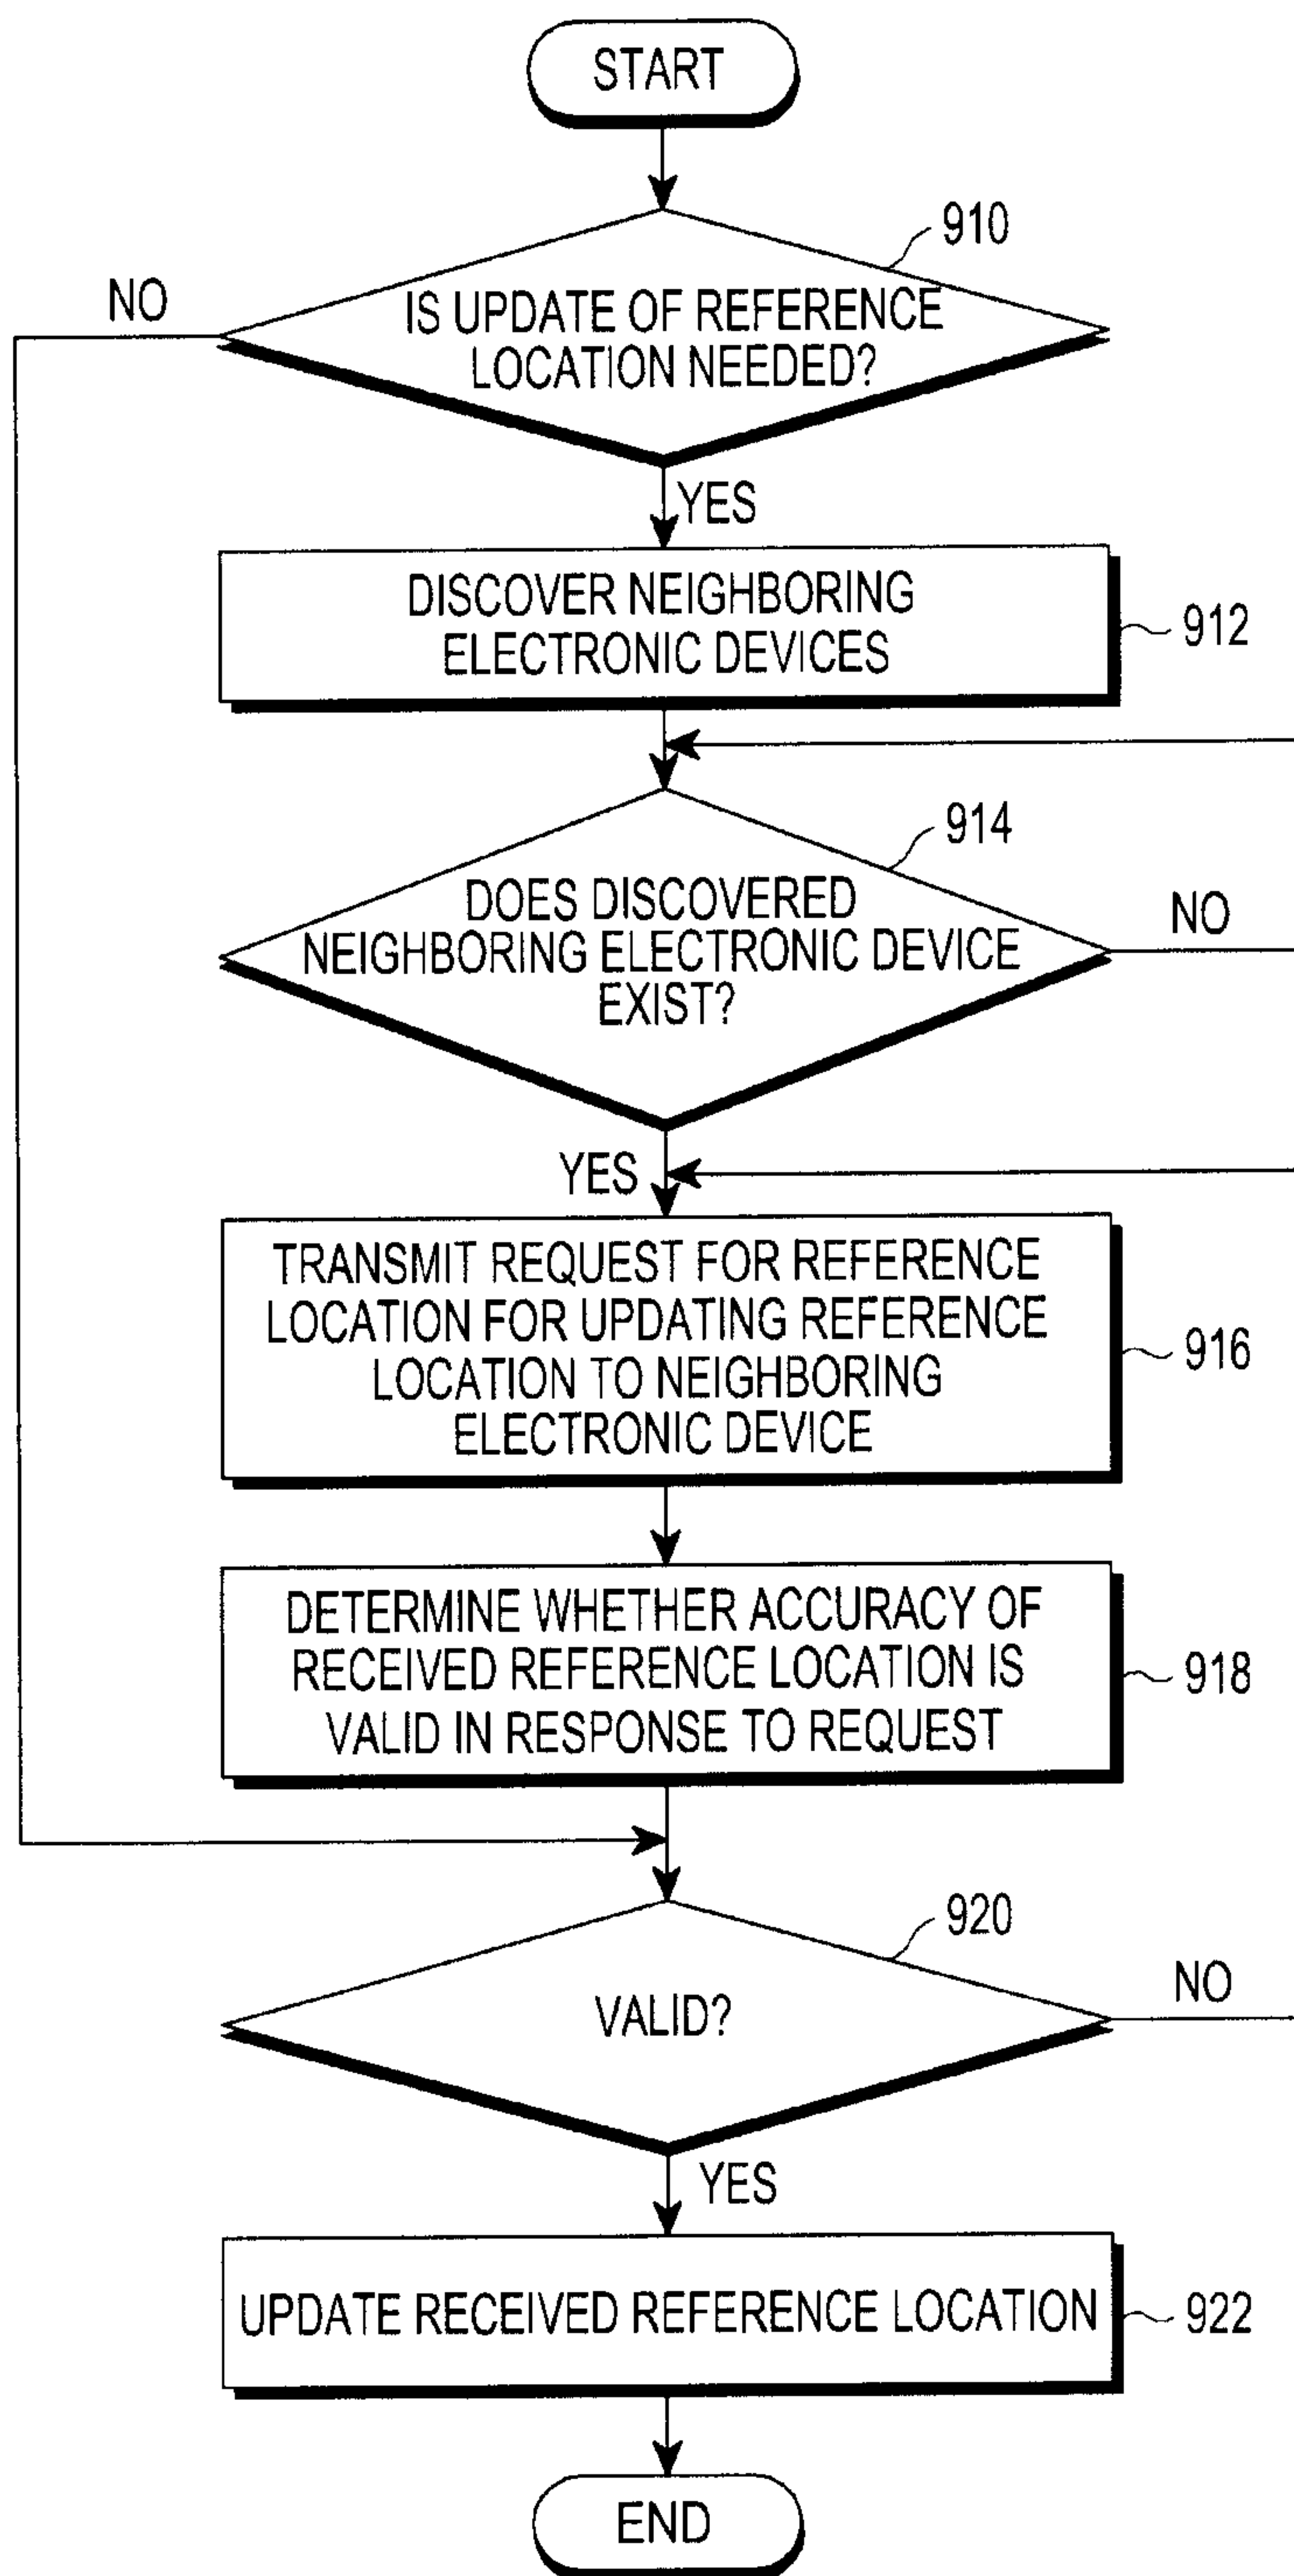 START
910
NO
IS UPDATE OF REFERENCE
LOCATION NEEDED?
YES
DISCOVER NEIGHBORING
ELECTRONIC DEVICES
912
914
DOES DISCOVERED
NEIGHBORING ELECTRONIC DEVICE
EXIST?
NO
YES
TRANSMIT REQUEST FOR REFERENCE
LOCATION FOR UPDATING REFERENCE
LOCATION TO NEIGHBORING
ELECTRONIC DEVICE
916
DETERMINE WHETHER ACCURACY OF
RECEIVED REFERENCE LOCATION IS
VALID IN RESPONSE TO REQUEST
918
920
VALID?
NO
YES
UPDATE RECEIVED REFERENCE LOCATION
922
END